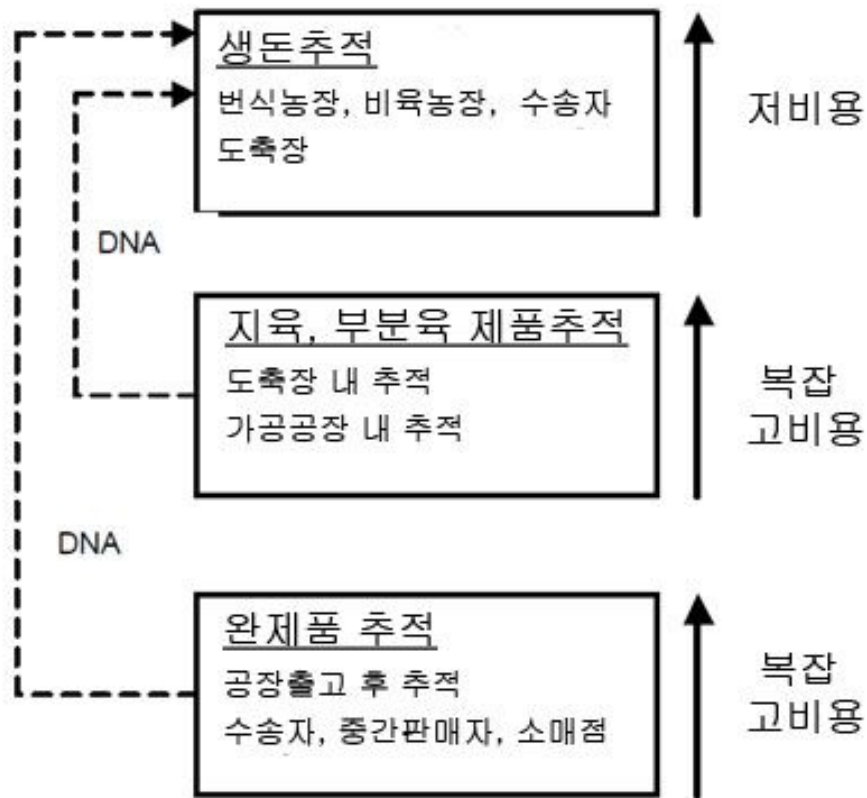 생돈추적
번식농장, 비육농장, 수송자
도축장
저비용
DNA
지육, 부분육 제품추적
도축장 내 추적
가공공장 내 추적
복잡
고비용
DNA
완제품 추적
공장출고 후 추적
수송자, 중간판매자, 소매점
복잡
고비용